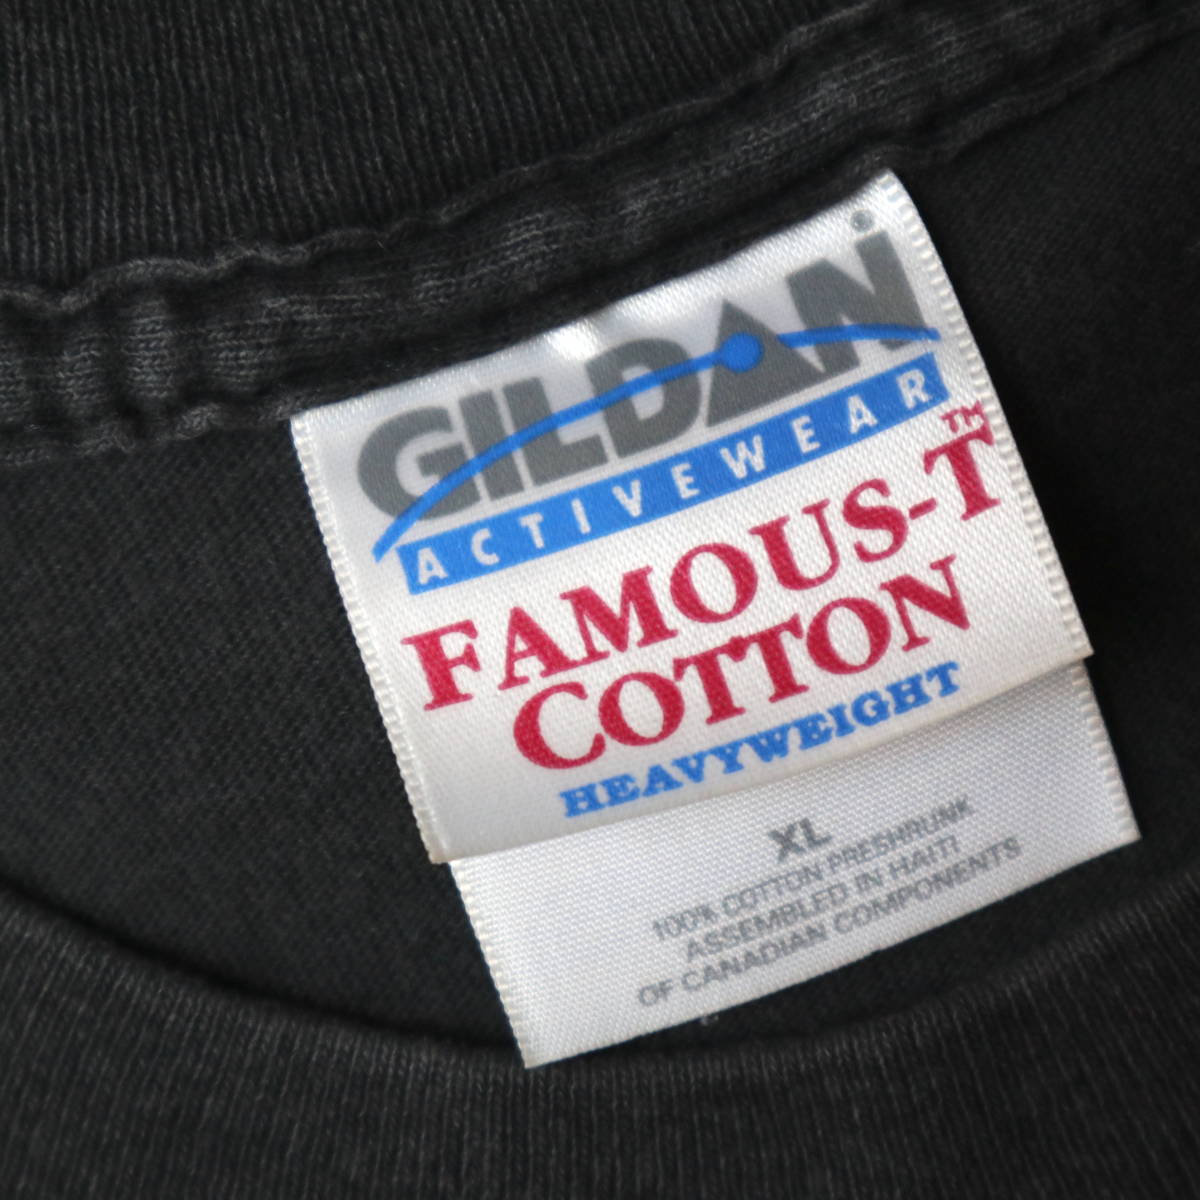 GILDAN®
ACTIVEWEAR
FAMOUS-T™
COTTON
HEAVYWEIGHT
XL
100% COTTON PRESHRUNK
ASSEMBLED IN HAITI
OF CANADIAN COMPONENTS